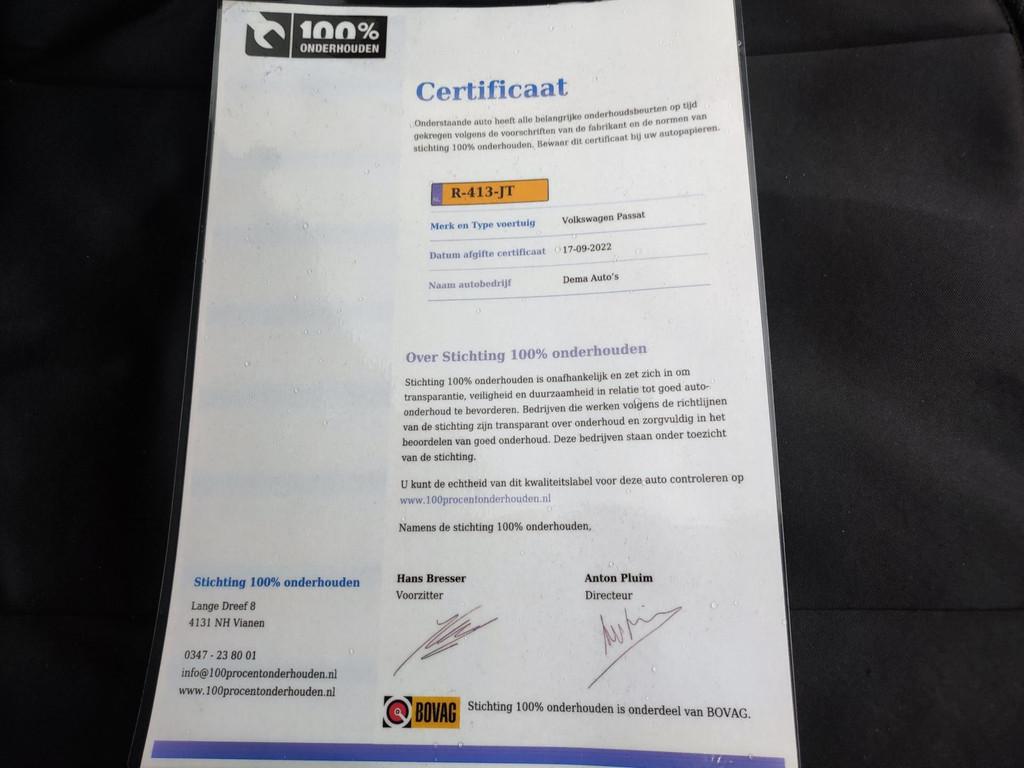 100%
ONDERHOUDEN
Certificaat
Onderstaande auto heeft alle belangrijke onderhoudsbeurten op tijd
gekregen volgens de voorschriften van de fabrikant en de normen van
stichting 100% onderhouden. Bewaar dit certificaat bij uw autopapieren.
NL R-413-JT
Merk en Type voertuig Volkswagen Passat
Datum afgifte certificaat 17-09-2022
Naam autobedrijf Dema Auto's
Over Stichting 100% onderhouden
Stichting 100% onderhouden is onafhankelijk en zet zich in om
transparantie, veiligheid en duurzaamheid in relatie tot goed auto-
onderhoud te bevorderen. Bedrijven die werken volgens de richtlijnen
van de stichting zijn transparant over onderhoud en zorgvuldig in het
beoordelen van goed onderhoud. Deze bedrijven staan onder toezicht
van de stichting.
U kunt de echtheid van dit kwaliteitslabel voor deze auto controleren op
www.100procentonderhouden.nl
Namens de stichting 100% onderhouden,
Hans Bresser
Voorzitter
Anton Pluim
Directeur
Stichting 100% onderhouden
Lange Dreef 8
4131 NH Vianen
0347 - 23 80 01
info@100procentonderhouden.nl
www.100procentonderhouden.nl
BOVAG
Stichting 100% onderhouden is onderdeel van BOVAG.